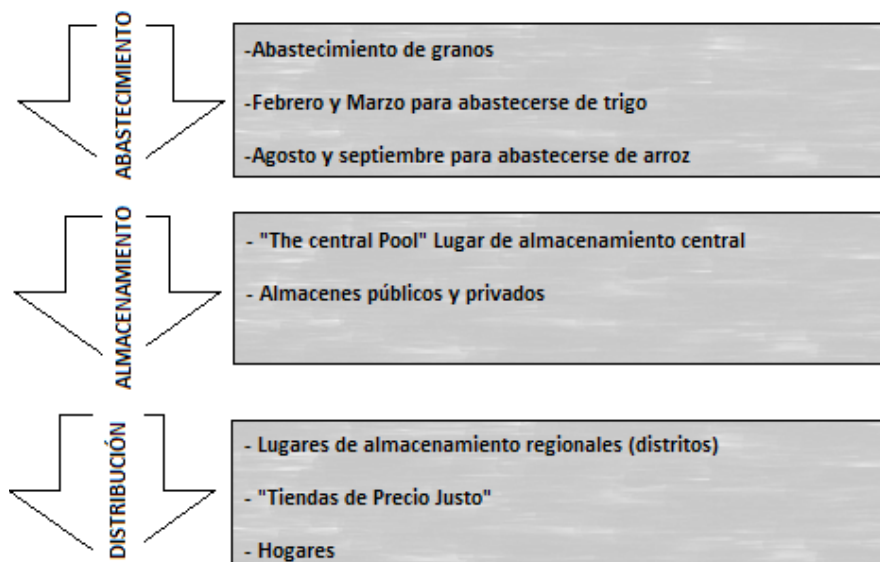 ABASTECIMIENTO
-Abastecimiento de granos
-Febrero y Marzo para abastecerse de trigo
-Agosto y septiembre para abastecerse de arroz
ALMACENAMIENTO
- "The central Pool" Lugar de almacenamiento central
- Almacenes públicos y privados
DISTRIBUCIÓN
- Lugares de almacenamiento regionales (distritos)
- "Tiendas de Precio Justo"
- Hogares